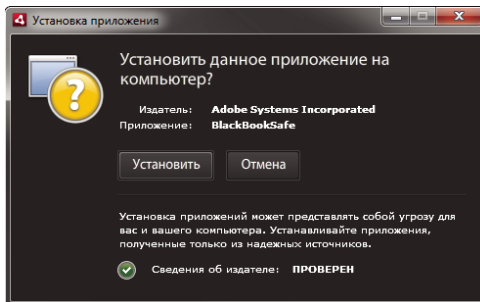 Установка приложения
Установить данное приложение на
компьютер?
Издатель: Adobe Systems Incorporated
Приложение: BlackBookSafe
Установить Отмена
Установка приложений может представлять собой угрозу для
вас и вашего компьютера. Устанавливайте приложения,
полученные только из надежных источников.
Сведения об издателе: ПРОВЕРЕН